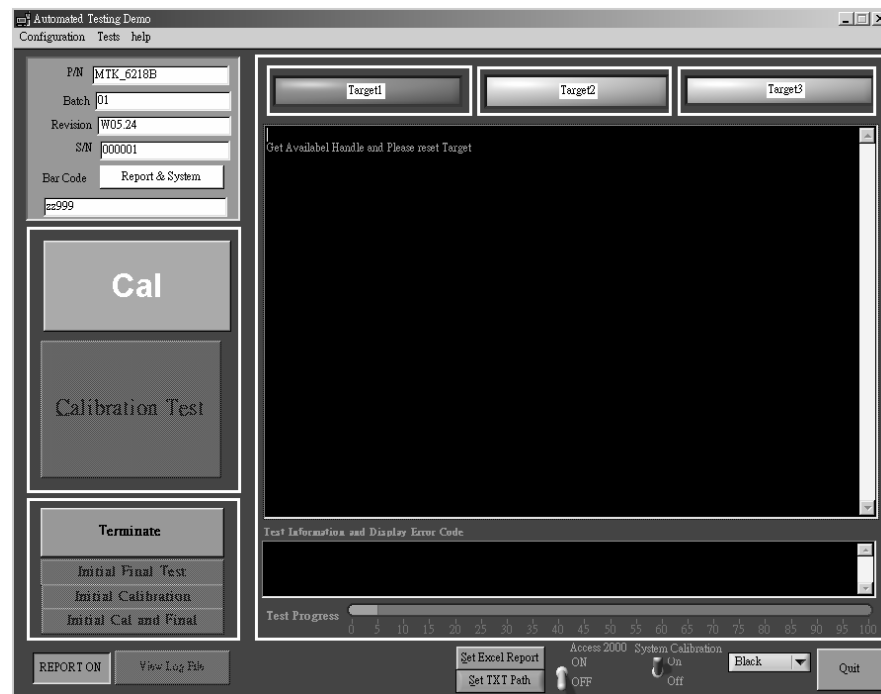 Automated Testing Demo
Configuration Tests help
P/N MTK_6218B
Batch 01
Revision W05.24
S/N 000001
Bar Code Report & System
zz999
Cal
Calibration Test
Terminate
Initial Final Test
Initial Calibration
Initial Cal and Final
REPORT ON View Log File
Target1 Target2 Target3
Get Availabel Handle and Please reset Target
Test Information and Display Error Code
Test Progress
0 5 10 15 20 25 30 35 40 45 50 55 60 65 70 75 80 85 90 95 100
Set Excel Report
Set TXT Path
Access 2000
ON
OFF
System Calibration
On
Off
Black
Quit